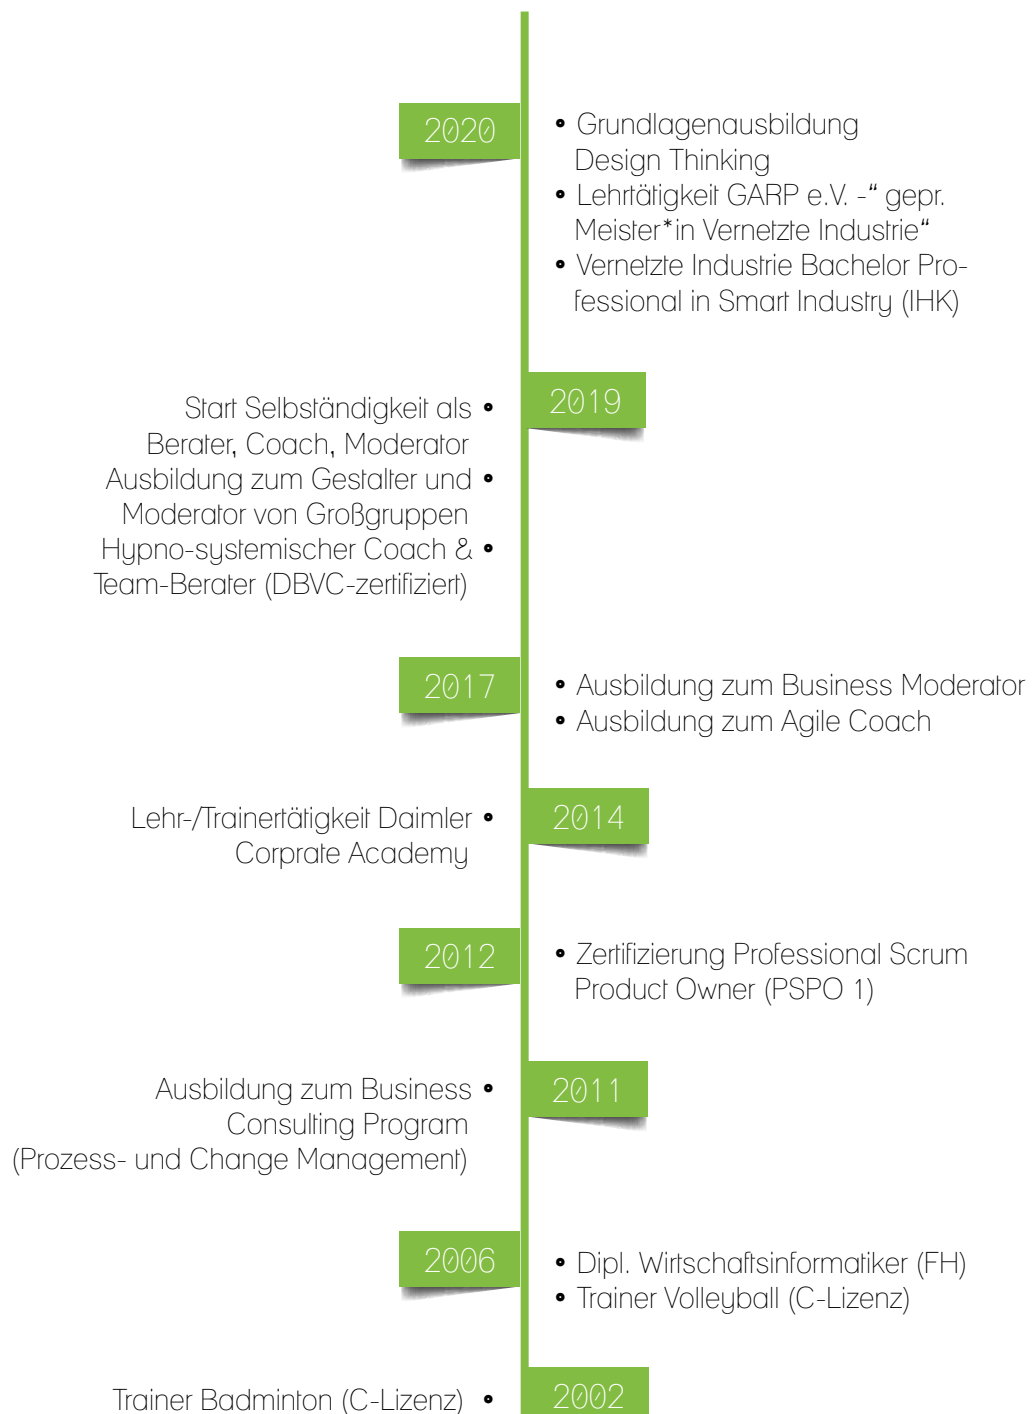 2020
• Grundlagenausbildung
Design Thinking
• Lehrtätigkeit GARP e.V. -“ gepr.
Meister*in Vernetzte Industrie“
• Vernetzte Industrie Bachelor Pro-
fessional in Smart Industry (IHK)
2019
Start Selbständigkeit als •
Berater, Coach, Moderator
Ausbildung zum Gestalter und •
Moderator von Großgruppen
Hypno-systemischer Coach & •
Team-Berater (DBVC-zertifiziert)
2017
• Ausbildung zum Business Moderator
• Ausbildung zum Agile Coach
2014
Lehr-/Trainertätigkeit Daimler •
Corprate Academy
2012
• Zertifizierung Professional Scrum
Product Owner (PSPO 1)
2011
Ausbildung zum Business •
Consulting Program
(Prozess- und Change Management)
2006
• Dipl. Wirtschaftsinformatiker (FH)
• Trainer Volleyball (C-Lizenz)
2002
Trainer Badminton (C-Lizenz) •